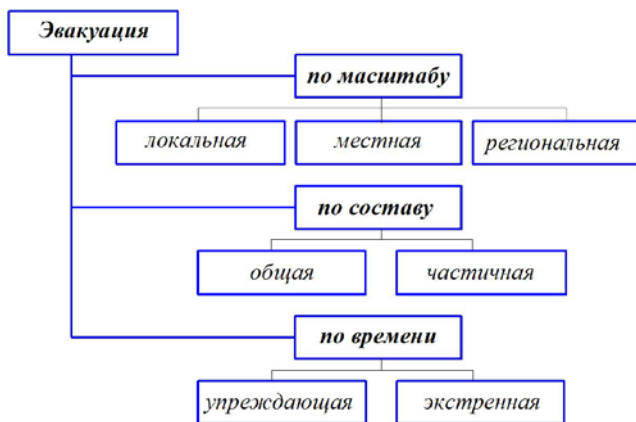 Эвакуация
по масштабу
локальная
местная
региональная
по составу
общая
частичная
по времени
упреждающая
экстренная